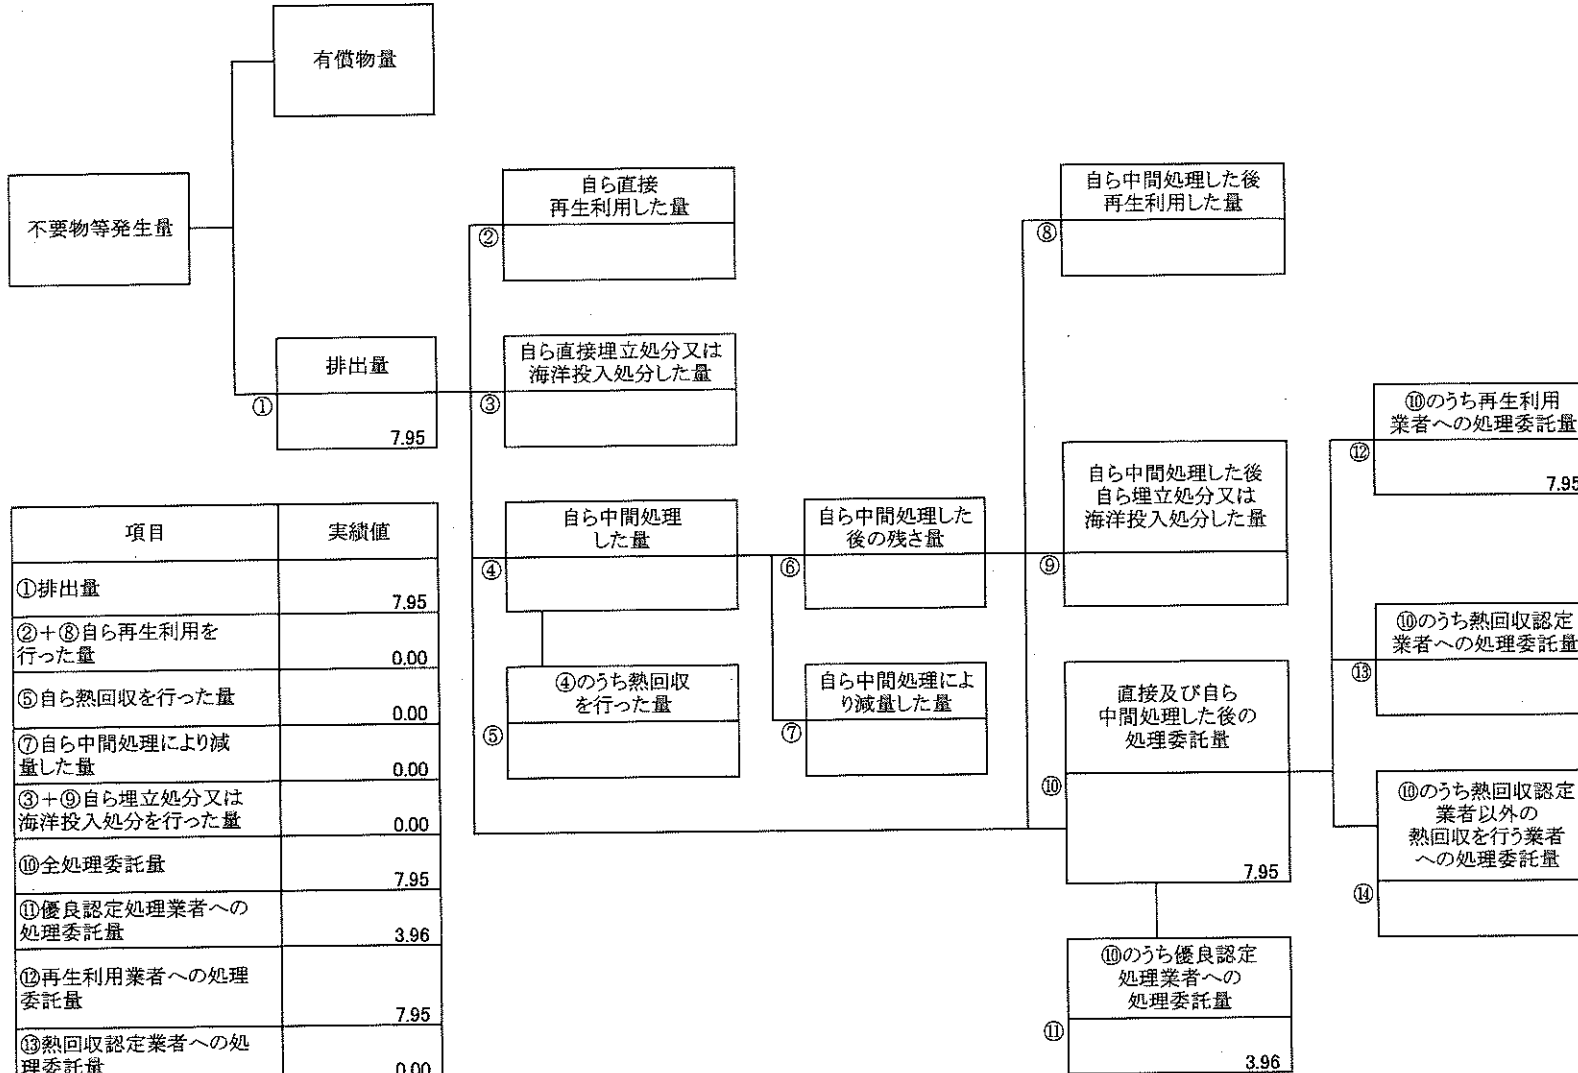 有償物量
不要物等発生量
排出量
①
7.95
自ら直接
再生利用した量
②
自ら直接埋立処分又は
海洋投入処分した量
③
自ら中間処理
した量
④
④のうち熱回収
を行った量
⑤
自ら中間処理した
後の残さ量
⑥
自ら中間処理によ
り減量した量
⑦
自ら中間処理した後
再生利用した量
⑧
自ら中間処理した後
自ら埋立処分又は
海洋投入処分した量
⑨
直接及び自ら
中間処理した後の
処理委託量
⑩
7.95
⑩のうち優良認定
処理業者への
処理委託量
⑪
3.96
⑩のうち再生利用
業者への処理委託量
⑫
7.95
⑩のうち熱回収認定
業者への処理委託量
⑬
⑩のうち熱回収認定
業者以外の
熱回収を行う業者
への処理委託量
⑭
項目 実績値
①排出量 7.95
②+⑧自ら再生利用を
行った量 0.00
⑤自ら熱回収を行った量 0.00
⑦自ら中間処理により減
量した量 0.00
③+⑨自ら埋立処分又は
海洋投入処分を行った量 0.00
⑩全処理委託量 7.95
⑪優良認定処理業者への
処理委託量 3.96
⑫再生利用業者への処理
委託量 7.95
⑬熱回収認定業者への処
理委託量 0.00